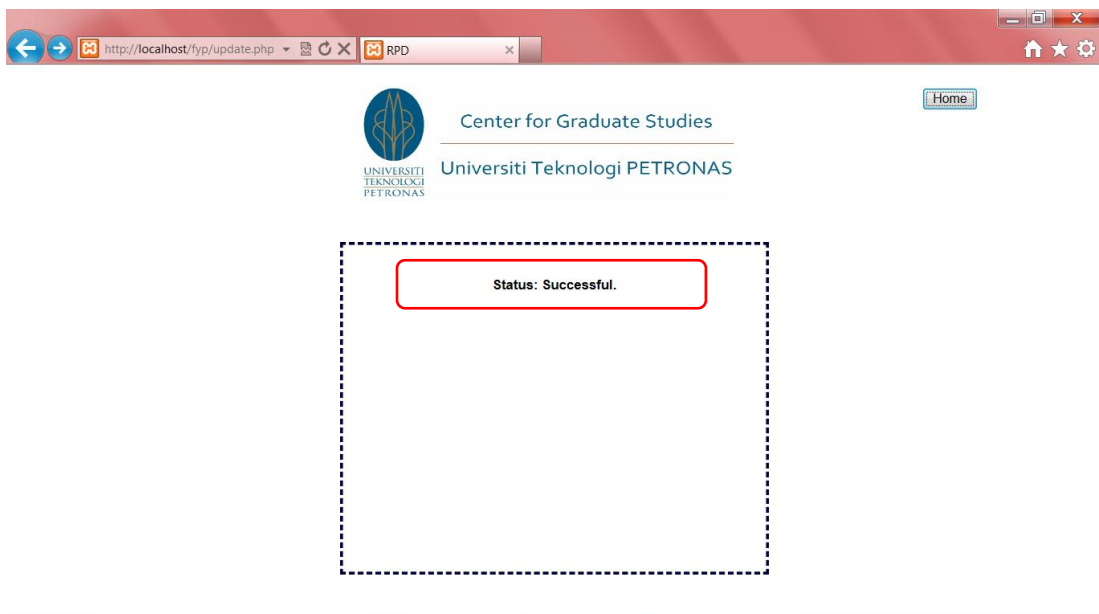 http://localhost/fyp/update.php
RPD
Home
Center for Graduate Studies
Universiti Teknologi PETRONAS
UNIVERSITI
TEKNOLOGI
PETRONAS
Status: Successful.